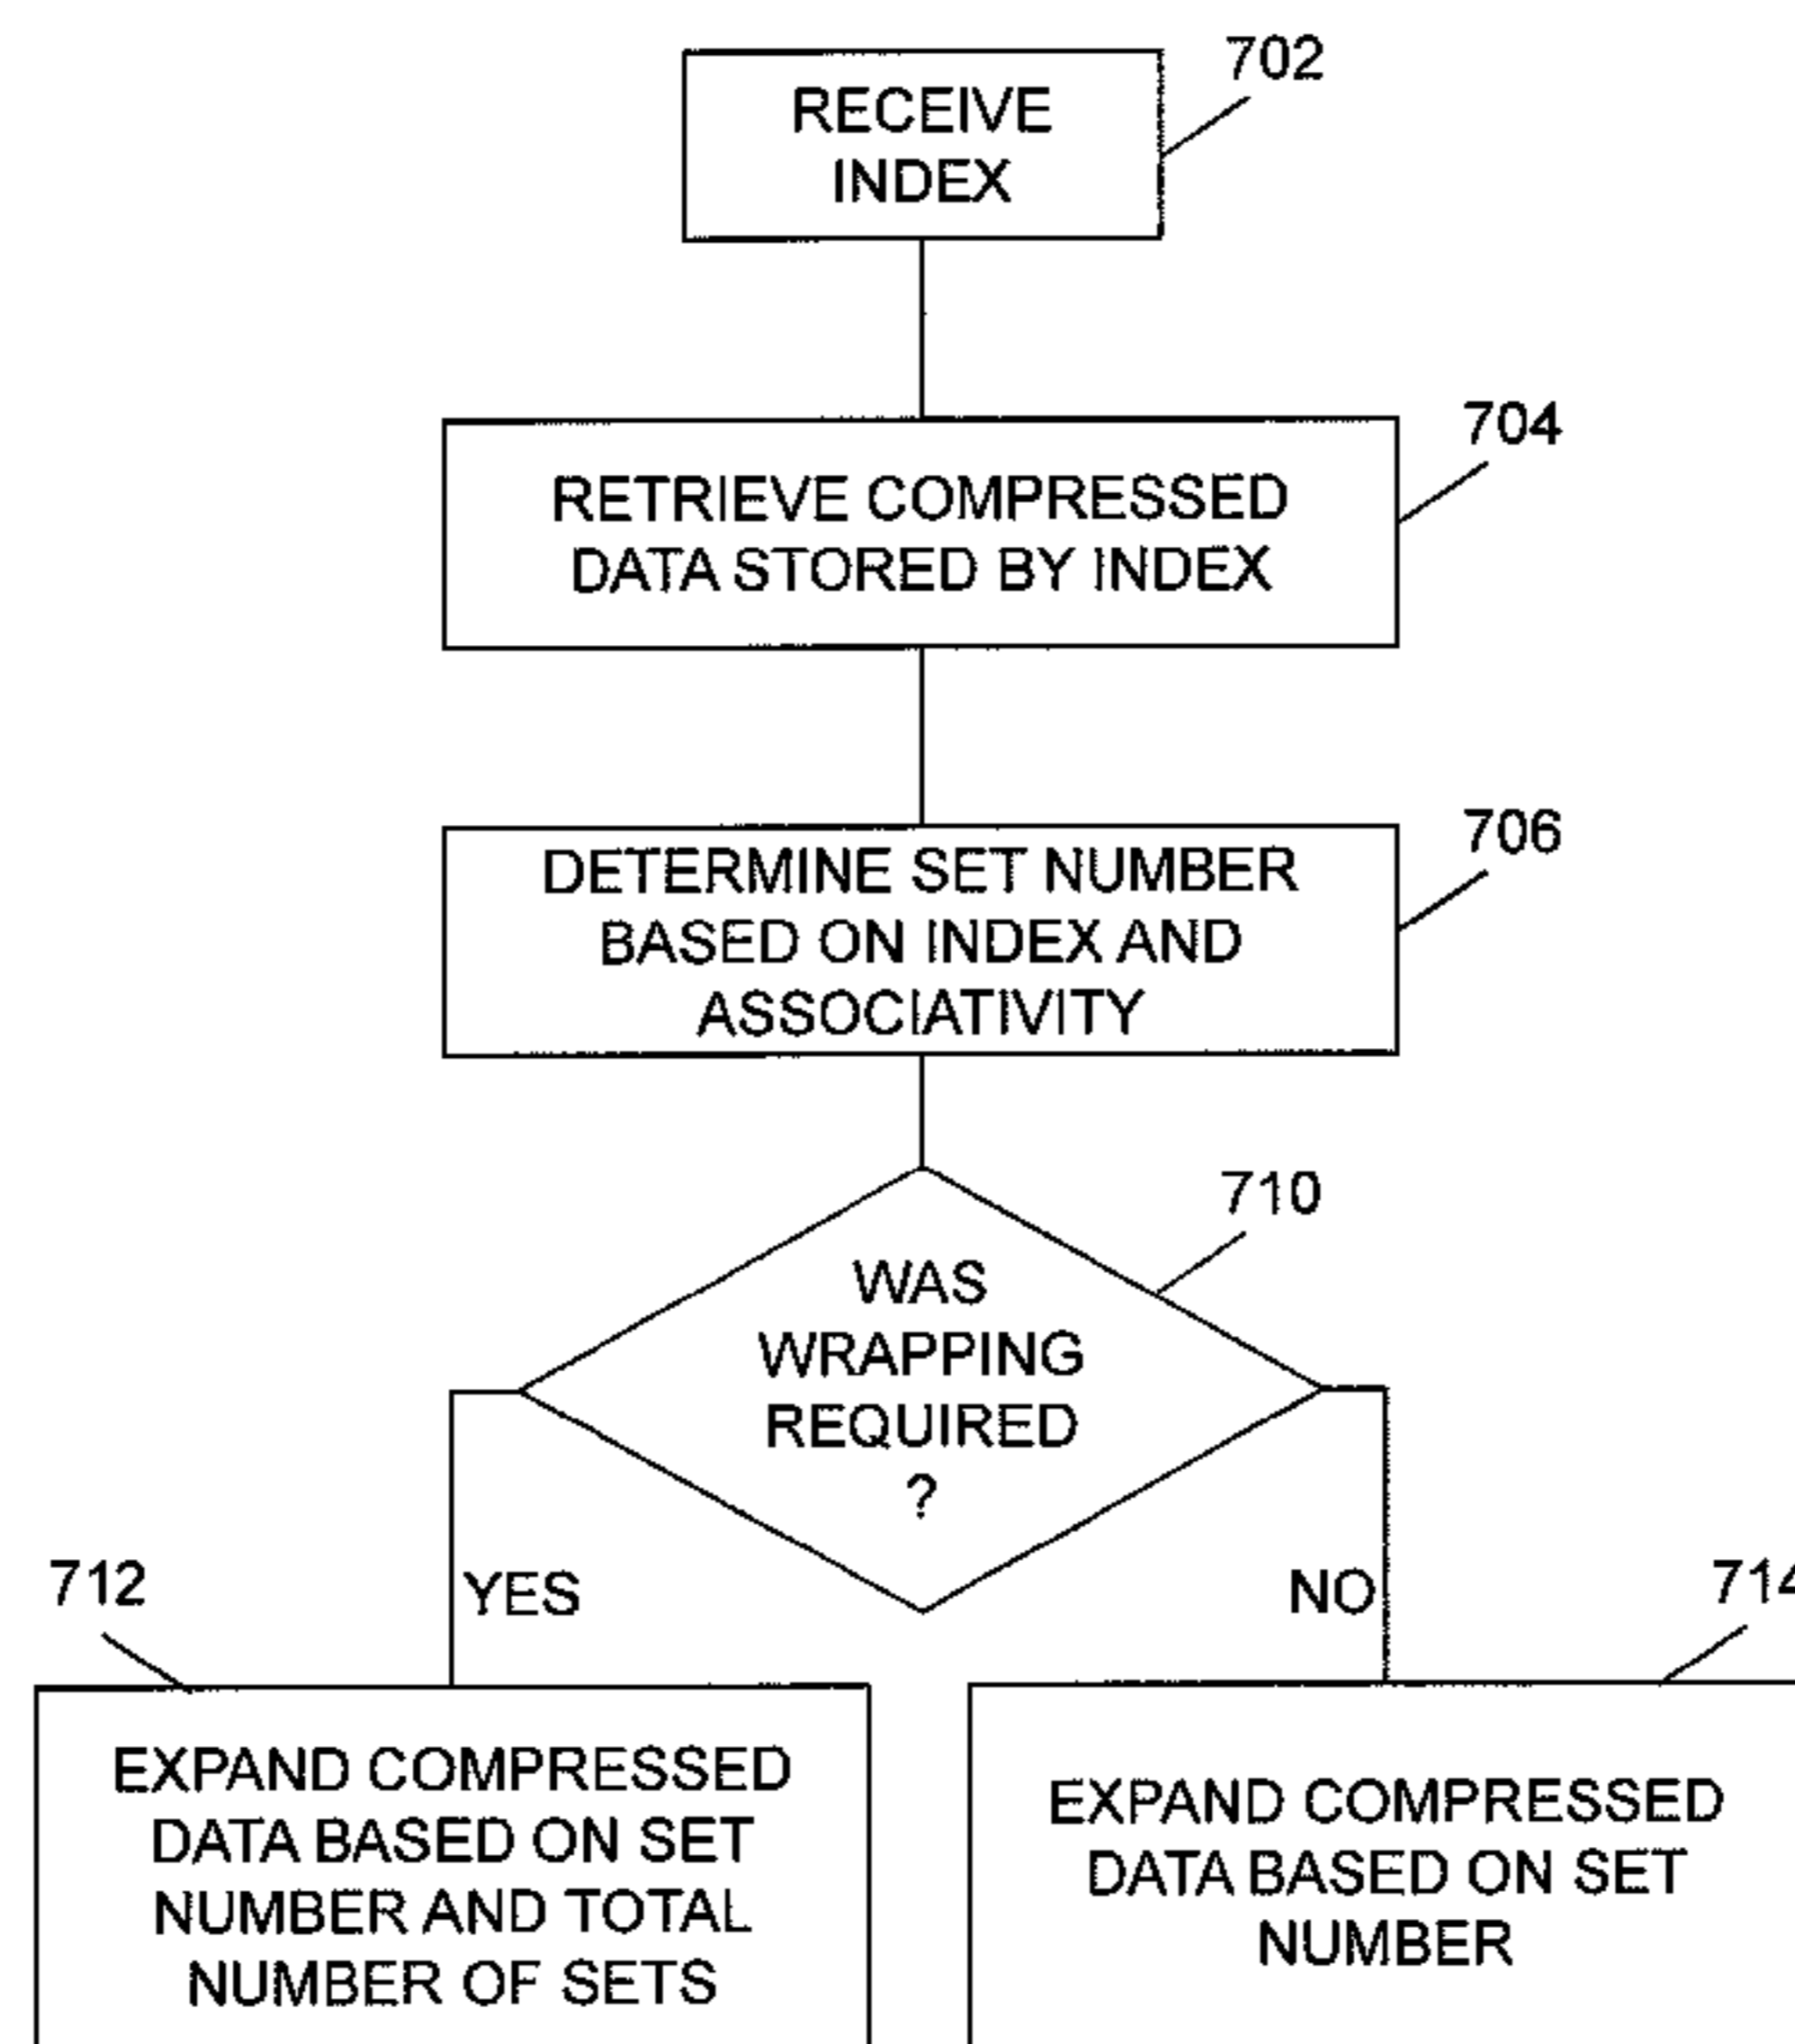 702
RECEIVE
INDEX
704
RETRIEVE COMPRESSED
DATA STORED BY INDEX
706
DETERMINE SET NUMBER
BASED ON INDEX AND
ASSOCIATIVITY
710
WAS
WRAPPING
REQUIRED
?
712
YES
NO
714
EXPAND COMPRESSED
DATA BASED ON SET
NUMBER AND TOTAL
NUMBER OF SETS
EXPAND COMPRESSED
DATA BASED ON SET
NUMBER